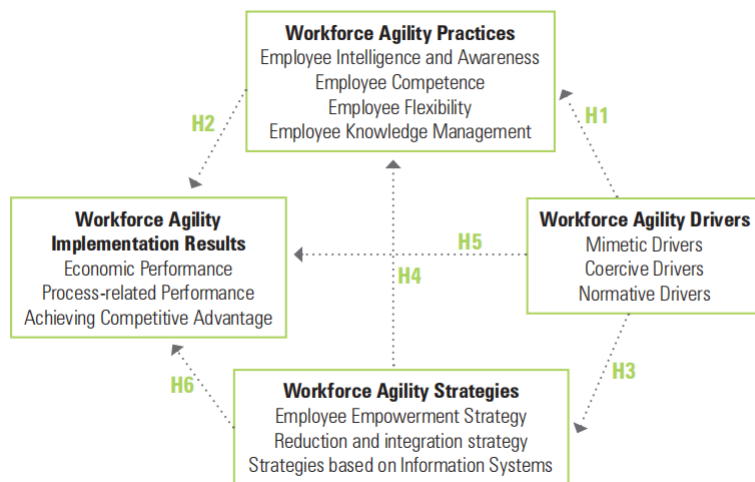 Workforce Agility Practices
Employee Intelligence and Awareness
Employee Competence
Employee Flexibility
Employee Knowledge Management
H2
H1
Workforce Agility
Implementation Results
Economic Performance
Process-related Performance
Achieving Competitive Advantage
Workforce Agility Drivers
Mimetic Drivers
Coercive Drivers
Normative Drivers
H5
H4
H6
H3
Workforce Agility Strategies
Employee Empowerment Strategy
Reduction and integration strategy
Strategies based on Information Systems